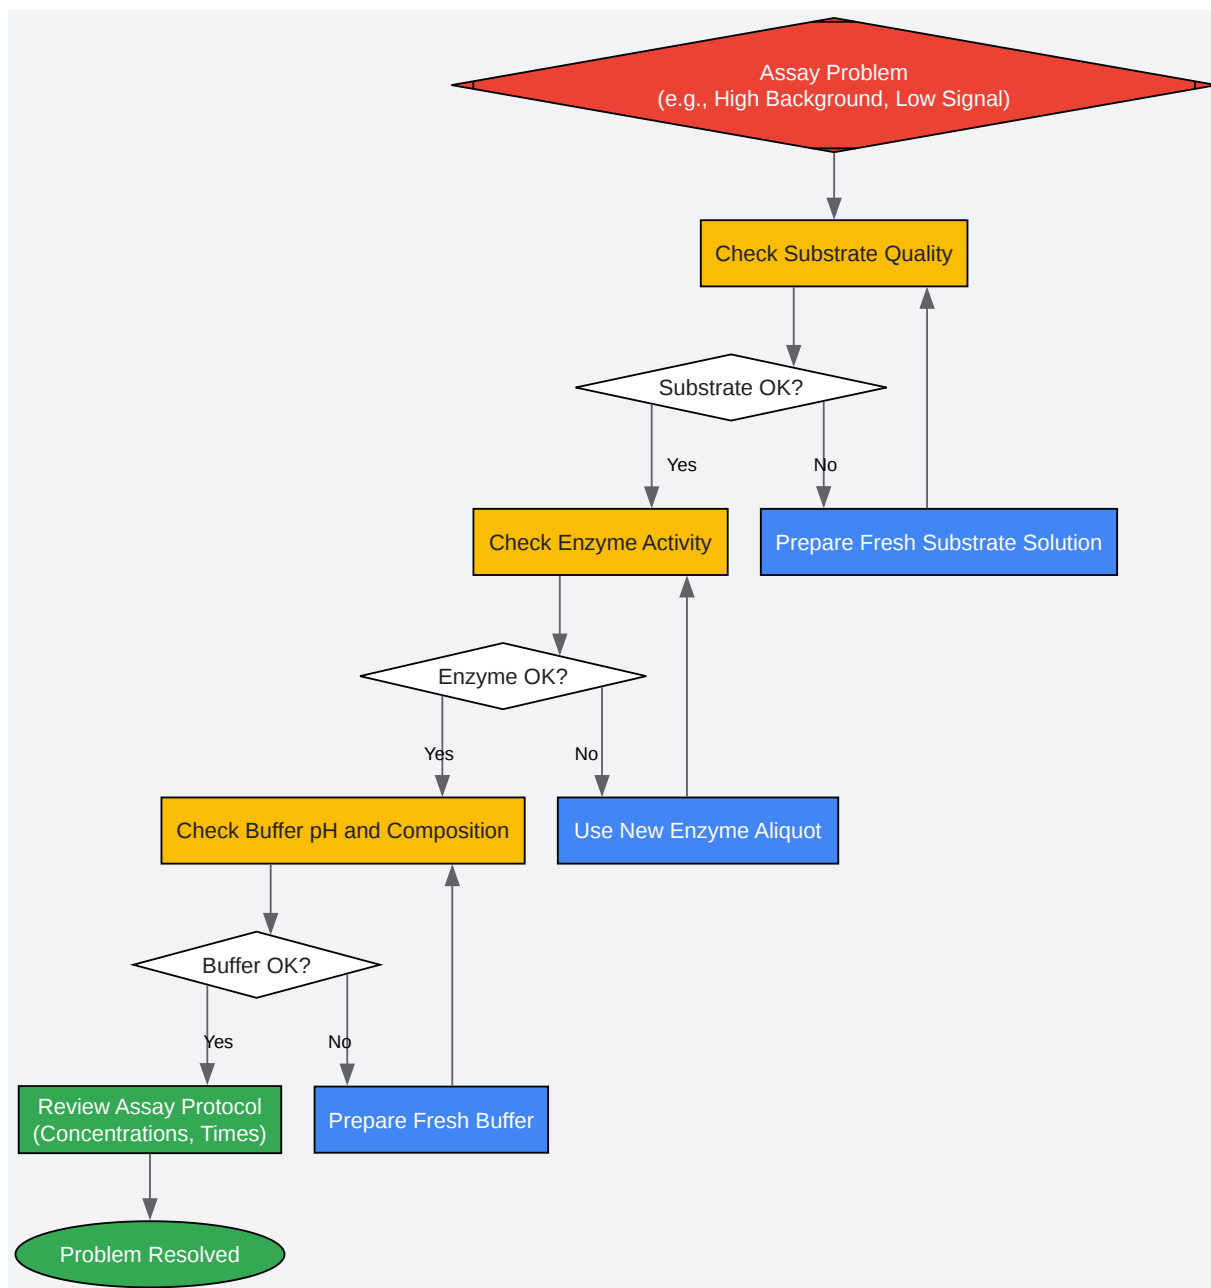 Assay Problem
(e.g., High Background, Low Signal)
Check Substrate Quality
Substrate OK?
Yes
No
Check Enzyme Activity
Prepare Fresh Substrate Solution
Enzyme OK?
Yes
No
Check Buffer pH and Composition
Use New Enzyme Aliquot
Buffer OK?
Yes
No
Review Assay Protocol
(Concentrations, Times)
Prepare Fresh Buffer
Problem Resolved